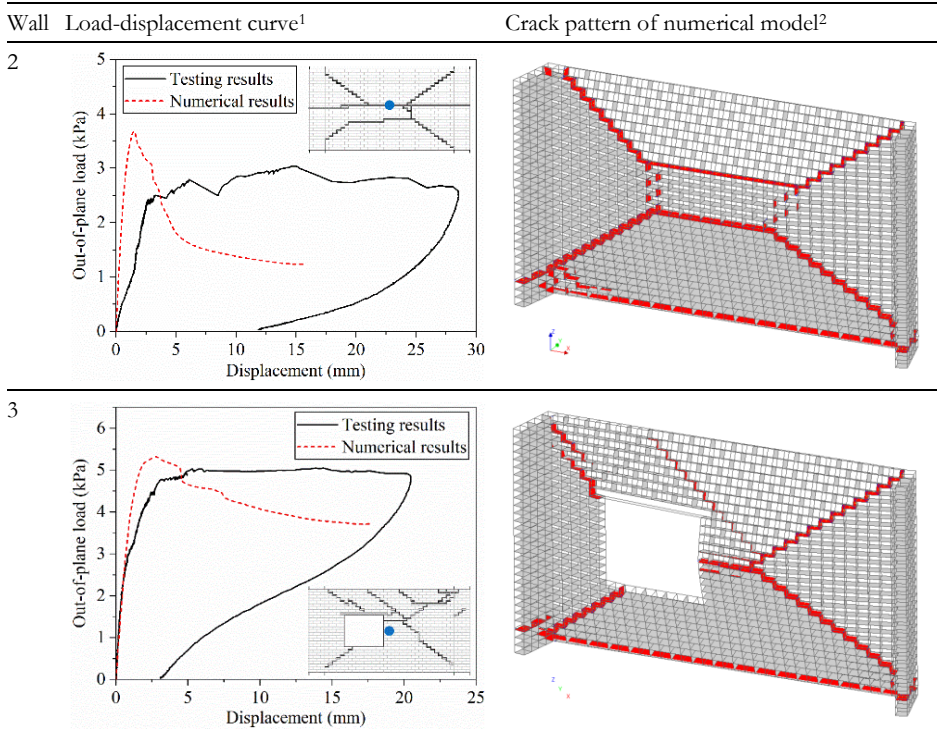 Wall Load-displacement curve¹ Crack pattern of numerical model²
2
5
4
3
2
1
0
Out-of-plane load (kPa)
Testing results
Numerical results
0 5 10 15 20 25 30
Displacement (mm)
Z
Y
X
3
6
5
4
3
2
1
0
Out-of-plane load (kPa)
Testing results
Numerical results
0 5 10 15 20 25
Displacement (mm)
Z
Y
X